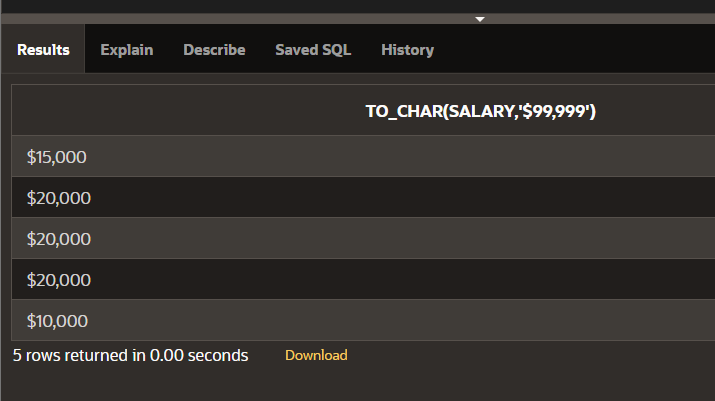 Results Explain Describe Saved SQL History
TO_CHAR(SALARY,'$99,999')
$15,000
$20,000
$20,000
$20,000
$10,000
5 rows returned in 0.00 seconds Download